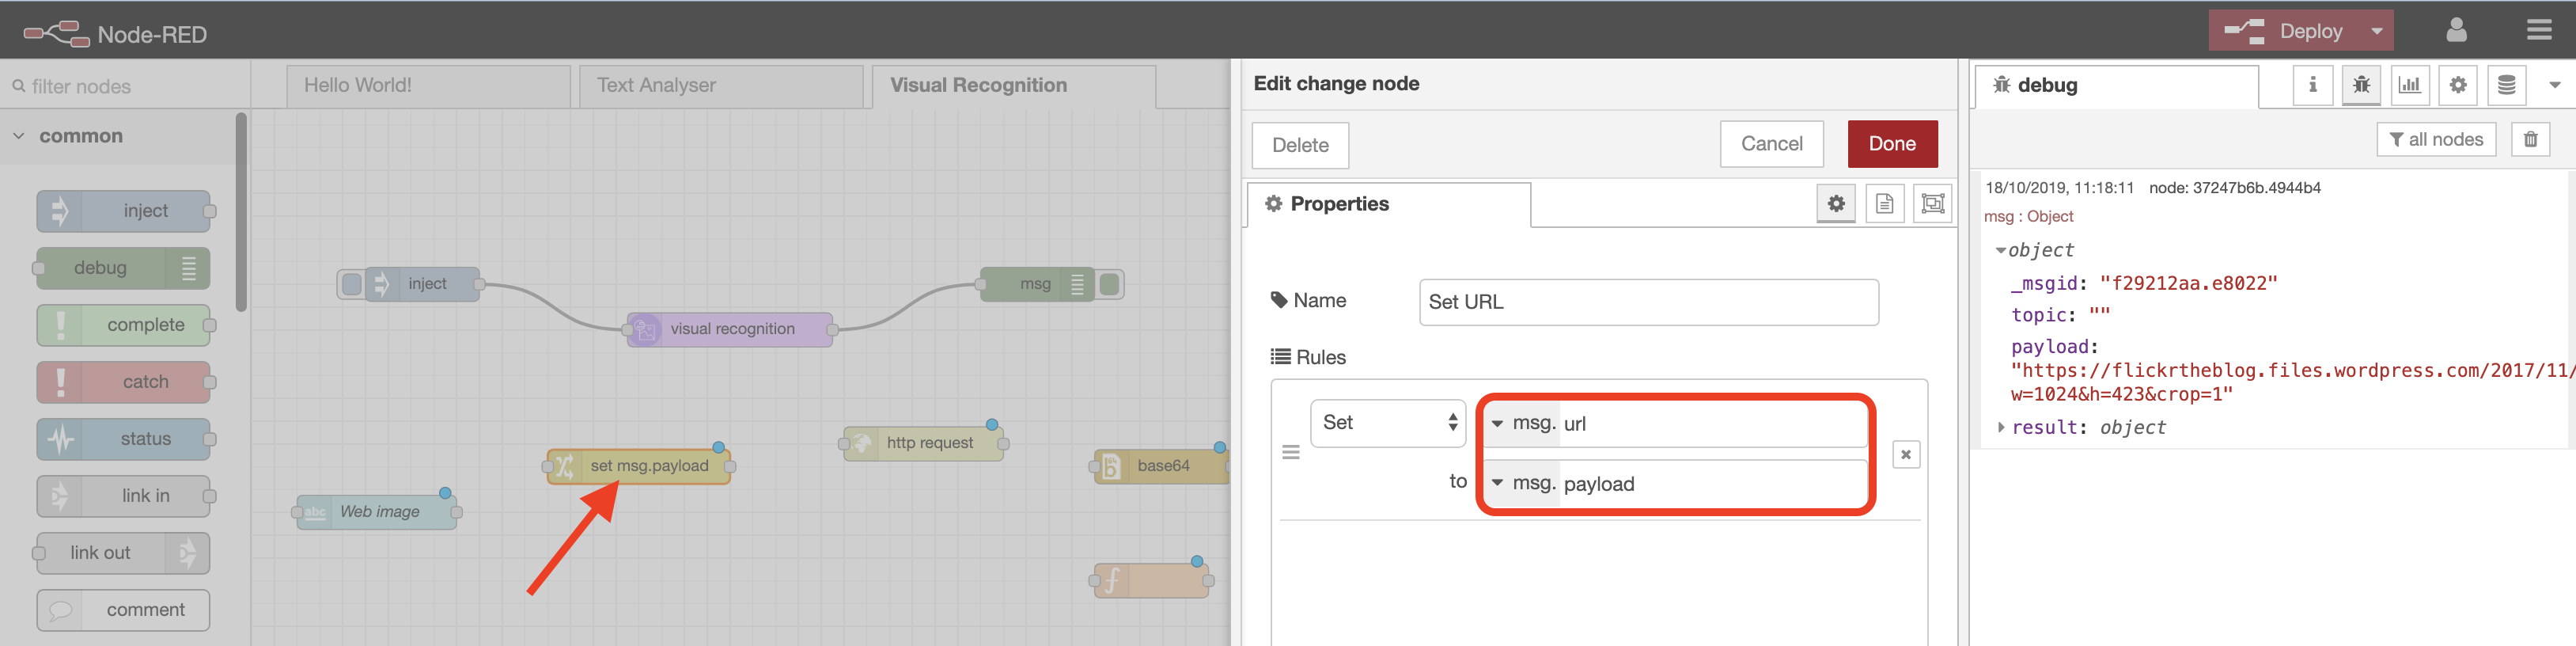 Node-RED
Deploy
filter nodes
Hello World!
Text Analyser
Visual Recognition
Edit change node
debug
common
Delete
Cancel
Done
all nodes
Properties
18/10/2019, 11:18:11 node: 37247b6b.4944b4
msg : Object
object
_msgid: "f29212aa.e8022"
topic: ""
payload:
"https://flickrtheblog.files.wordpress.com/2017/11/
w=1024&h=423&crop=1"
result: object
inject
debug
complete
catch
status
link in
link out
comment
inject
msg
visual recognition
set msg.payload
http request
base64
abc Web image
f
Name
Set URL
Rules
Set
msg. url
to
msg. payload